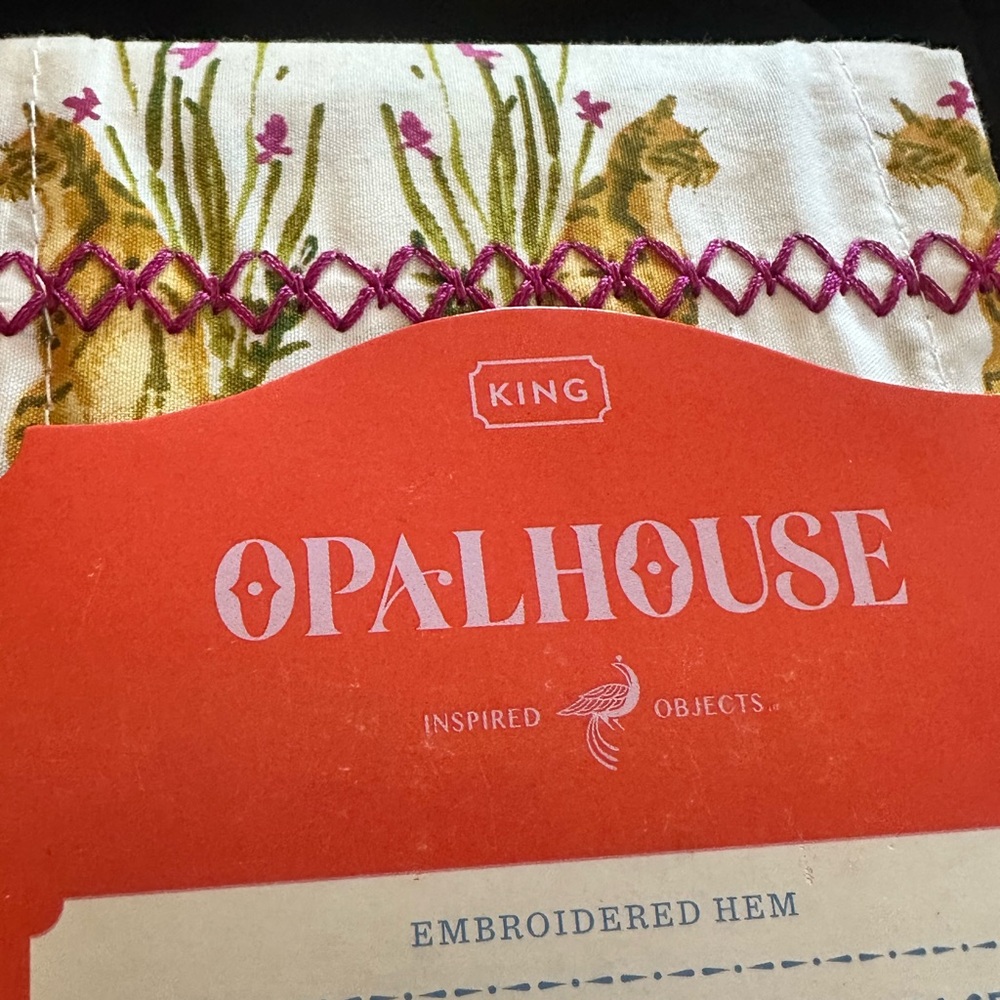 KING
OPALHOUSE
INSPIRED OBJECTS
EMBROIDERED HEM